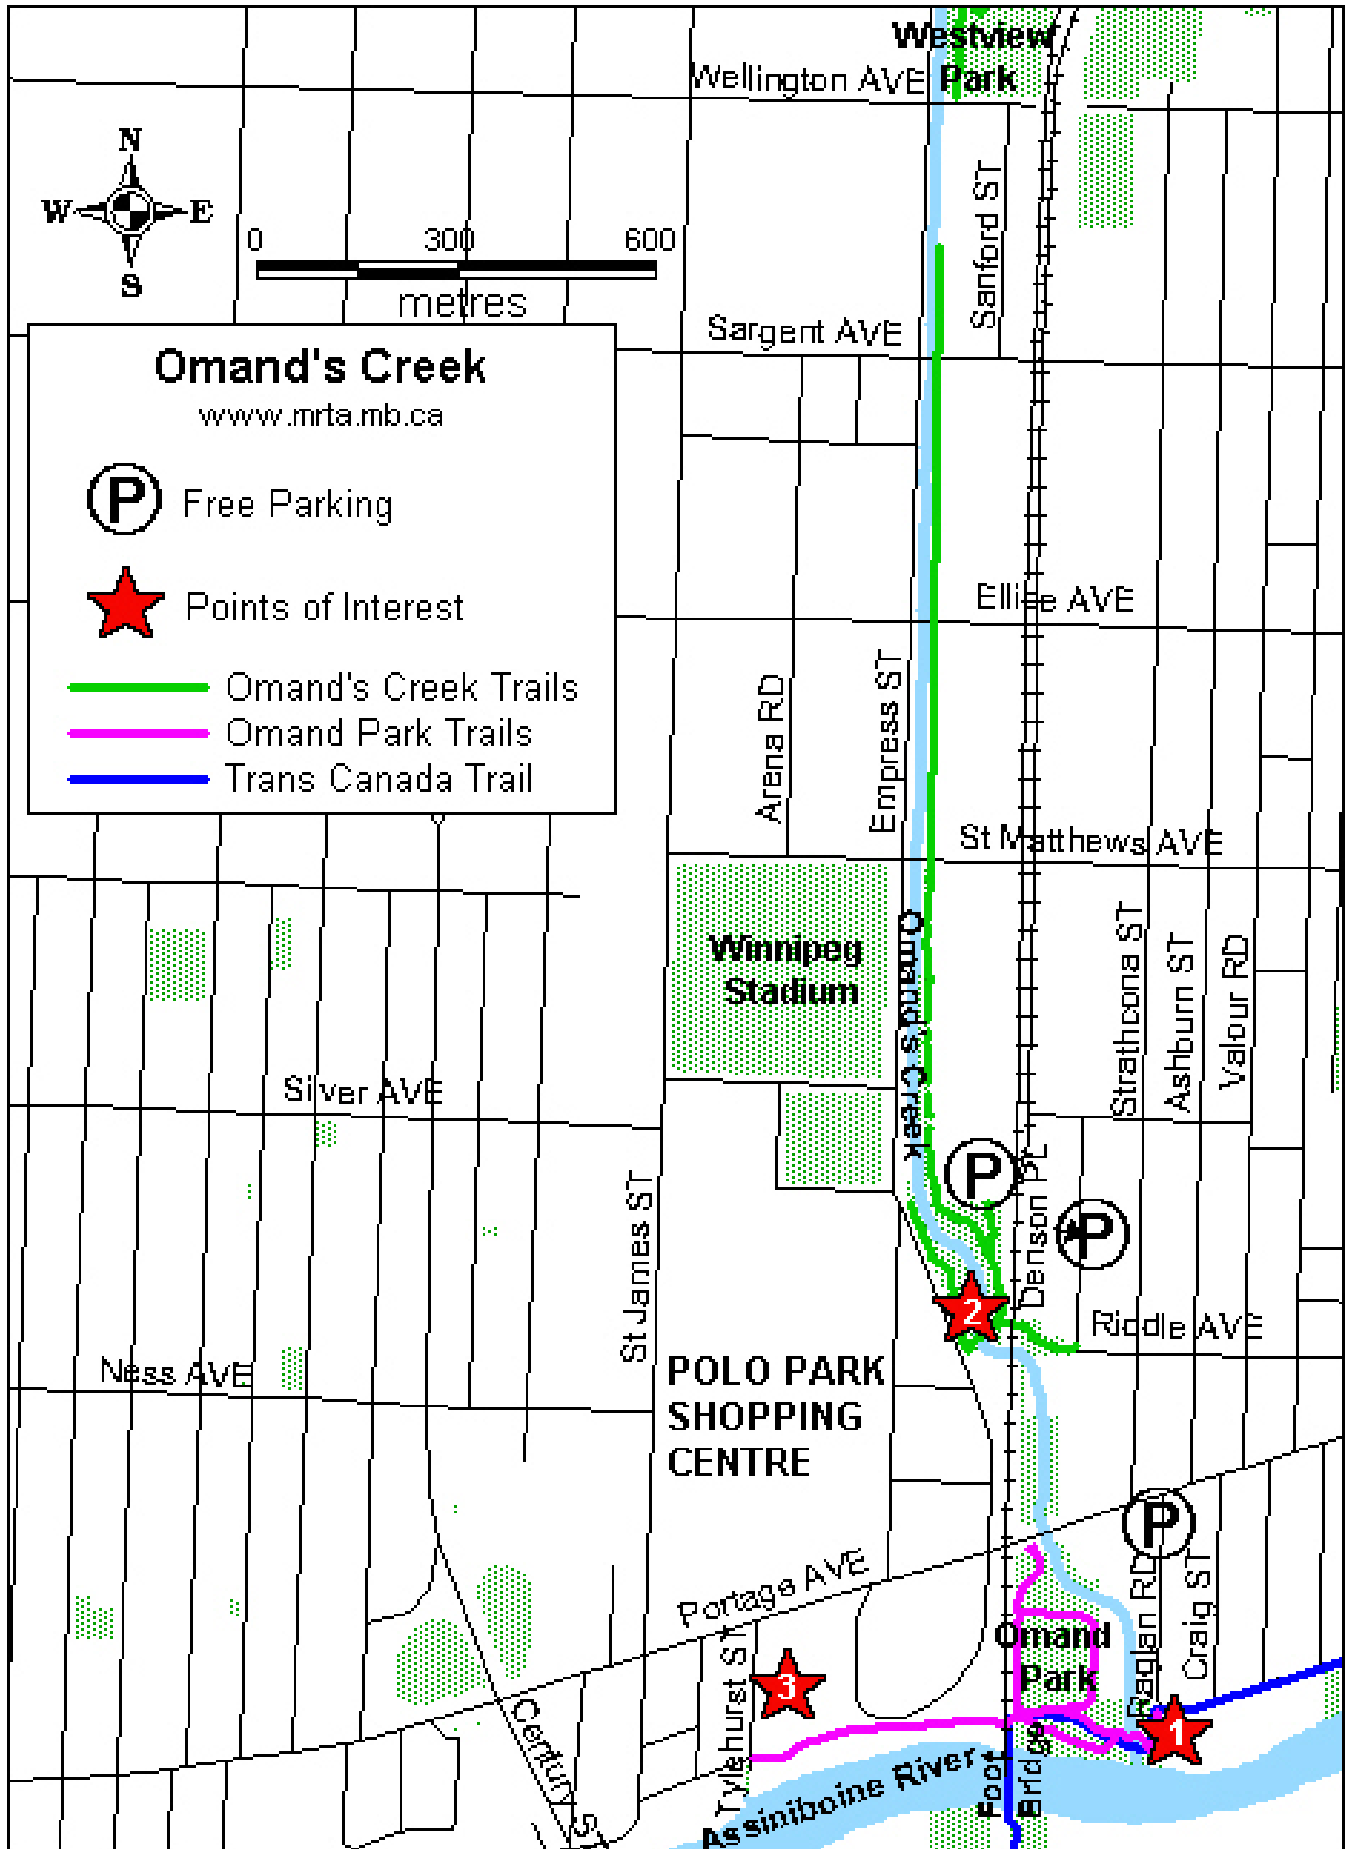 Westview
Park
Wellington AVE
N
W
E
S
0
300
600
metres
Sanford ST
Sargent AVE
Omand's Creek
wwww.mrta.mb.ca
P
Free Parking
Points of Interest
Omand's Creek Trails
Omand Park Trails
Trans Canada Trail
Ellice AVE
Arena RD
Empress ST
St Matthews AVE
Winnipeg
Stadium
Omand's Creek
Strathcona ST
Ashburn ST
Valour RD
Silver AVE
P
Denson PL
P
St James ST
2
Riddle AVE
Ness AVE
POLO PARK
SHOPPING
CENTRE
P
Portage AVE
Raglan RD
Craig ST
Omand
Park
Tylehurst ST
3
1
Century ST
Assiniboine River
Foot
Bridge